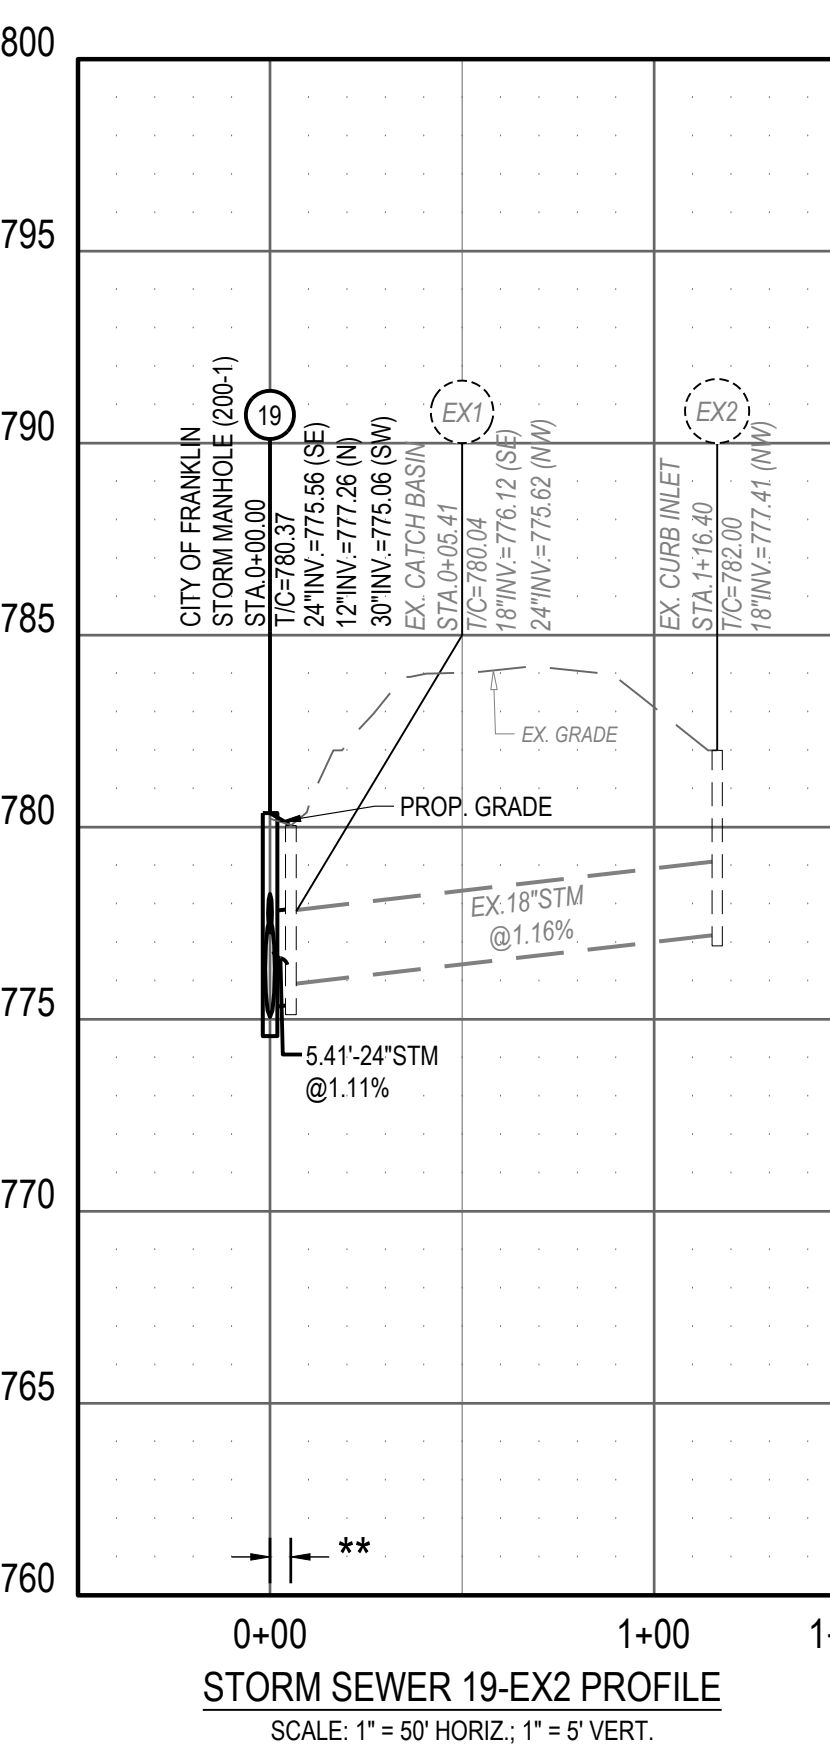 800
795
790
785
780
775
770
765
760
19
CITY OF FRANKLIN
STORM MANHOLE (200-1)
STA.0+00.00
T/C=780.37
24"INV.=775.56 (SE)
12"INV.=777.26 (N)
30"INV.=775.06 (SW)
EX1
EX. CATCH BASIN
STA.0+05.41
T/C=780.04
18"INV.=776.12 (SE)
24"INV.=775.62 (NW)
EX2
EX. CURB INLET
STA.1+16.40
T/C=782.00
18"INV.=777.41 (NW)
EX. GRADE
PROP. GRADE
EX.18"STM
@1.16%
5.41'-24"STM
@1.11%
**
0+00
1+00
STORM SEWER 19-EX2 PROFILE
SCALE: 1" = 50' HORIZ.; 1" = 5' VERT.